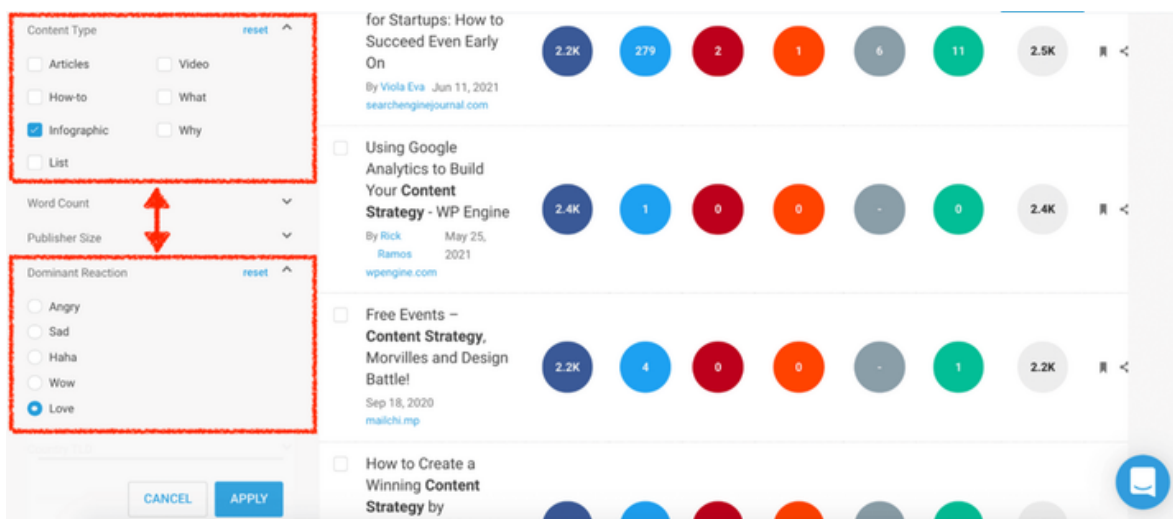 Content Type reset
Articles Video
How-to What
Infographic Why
List
Word Count
Publisher Size
Dominant Reaction reset
Angry
Sad
Haha
Wow
Love
CANCEL APPLY
for Startups: How to
Succeed Even Early
On
By Viola Eva Jun 11, 2021
searchenginejournal.com
2.2K 279 2 1 6 11 2.5K
Using Google
Analytics to Build
Your Content
Strategy - WP Engine
By Rick May 25,
Ramos 2021
wpengine.com
2.4K 1 0 0 - 0 2.4K
Free Events –
Content Strategy,
Morvilles and Design
Battle!
Sep 18, 2020
mailchi.mp
2.2K 4 0 0 - 1 2.2K
How to Create a
Winning Content
Strategy by